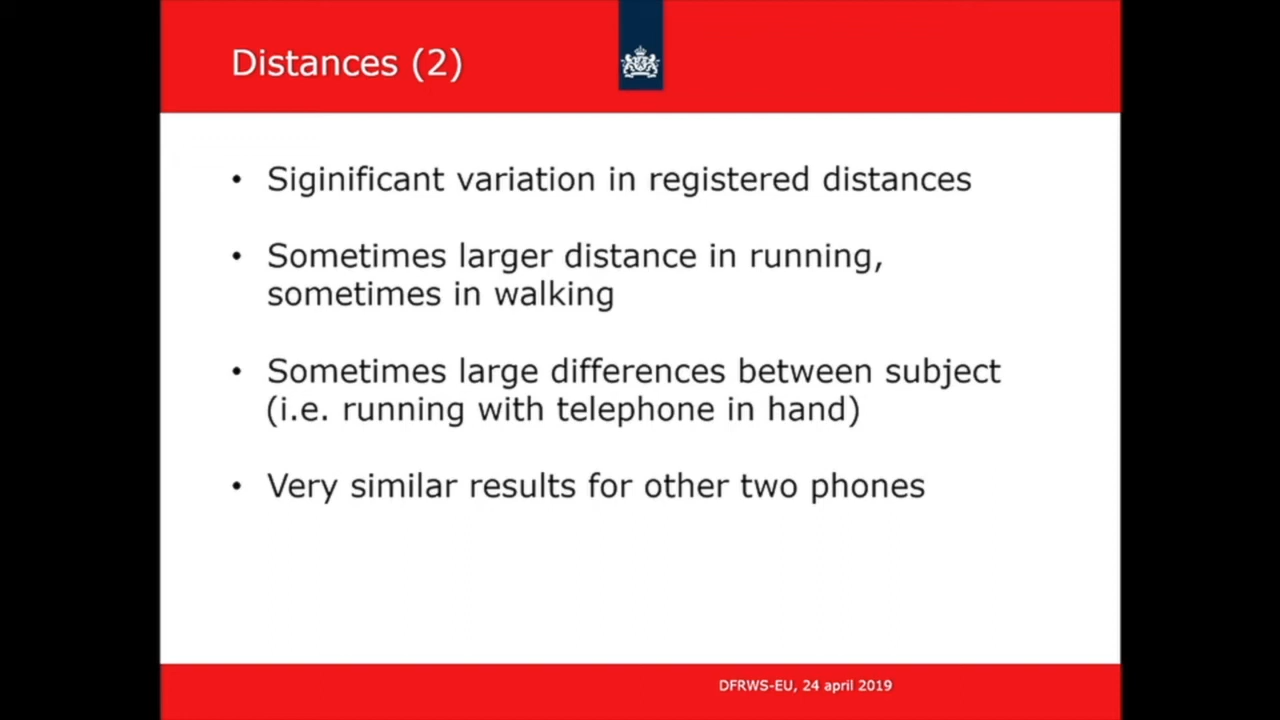 Distances (2)
• Siginificant variation in registered distances
• Sometimes larger distance in running,
sometimes in walking
• Sometimes large differences between subject
(i.e. running with telephone in hand)
• Very similar results for other two phones
DFRWS-EU, 24 april 2019